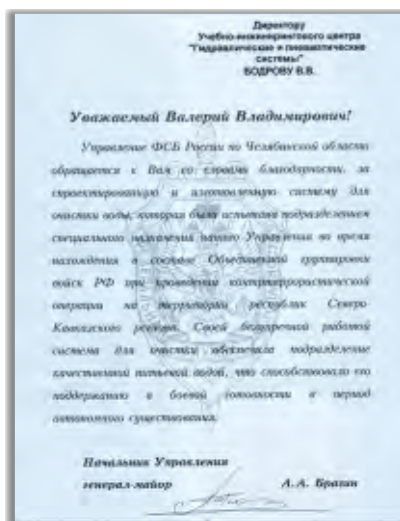 Директору
Учебно-инженерингового центра
"Гидравлические и пневматические
системы"
БОДРОВУ В.В.
Уважаемый Валерий Владимирович!
Управление ФСБ России по Челябинской области
обращается к Вам со словами благодарности, за
спроектированную и изготовленную систему для
очистки воды, которая была испытана подразделением
специального назначения нашего Управления во время
нахождения в составе Объединенной группировки
войск РФ при проведении контртеррористической
операции на территории республик Северо-
Кавказского региона. Своей безупречной работой
система для очистки обеспечила подразделение
качественной питьевой водой, что способствовало его
поддержанию в боевой готовности в период
автономного существования.
Начальник Управления
генерал-майор А.А. Брагин